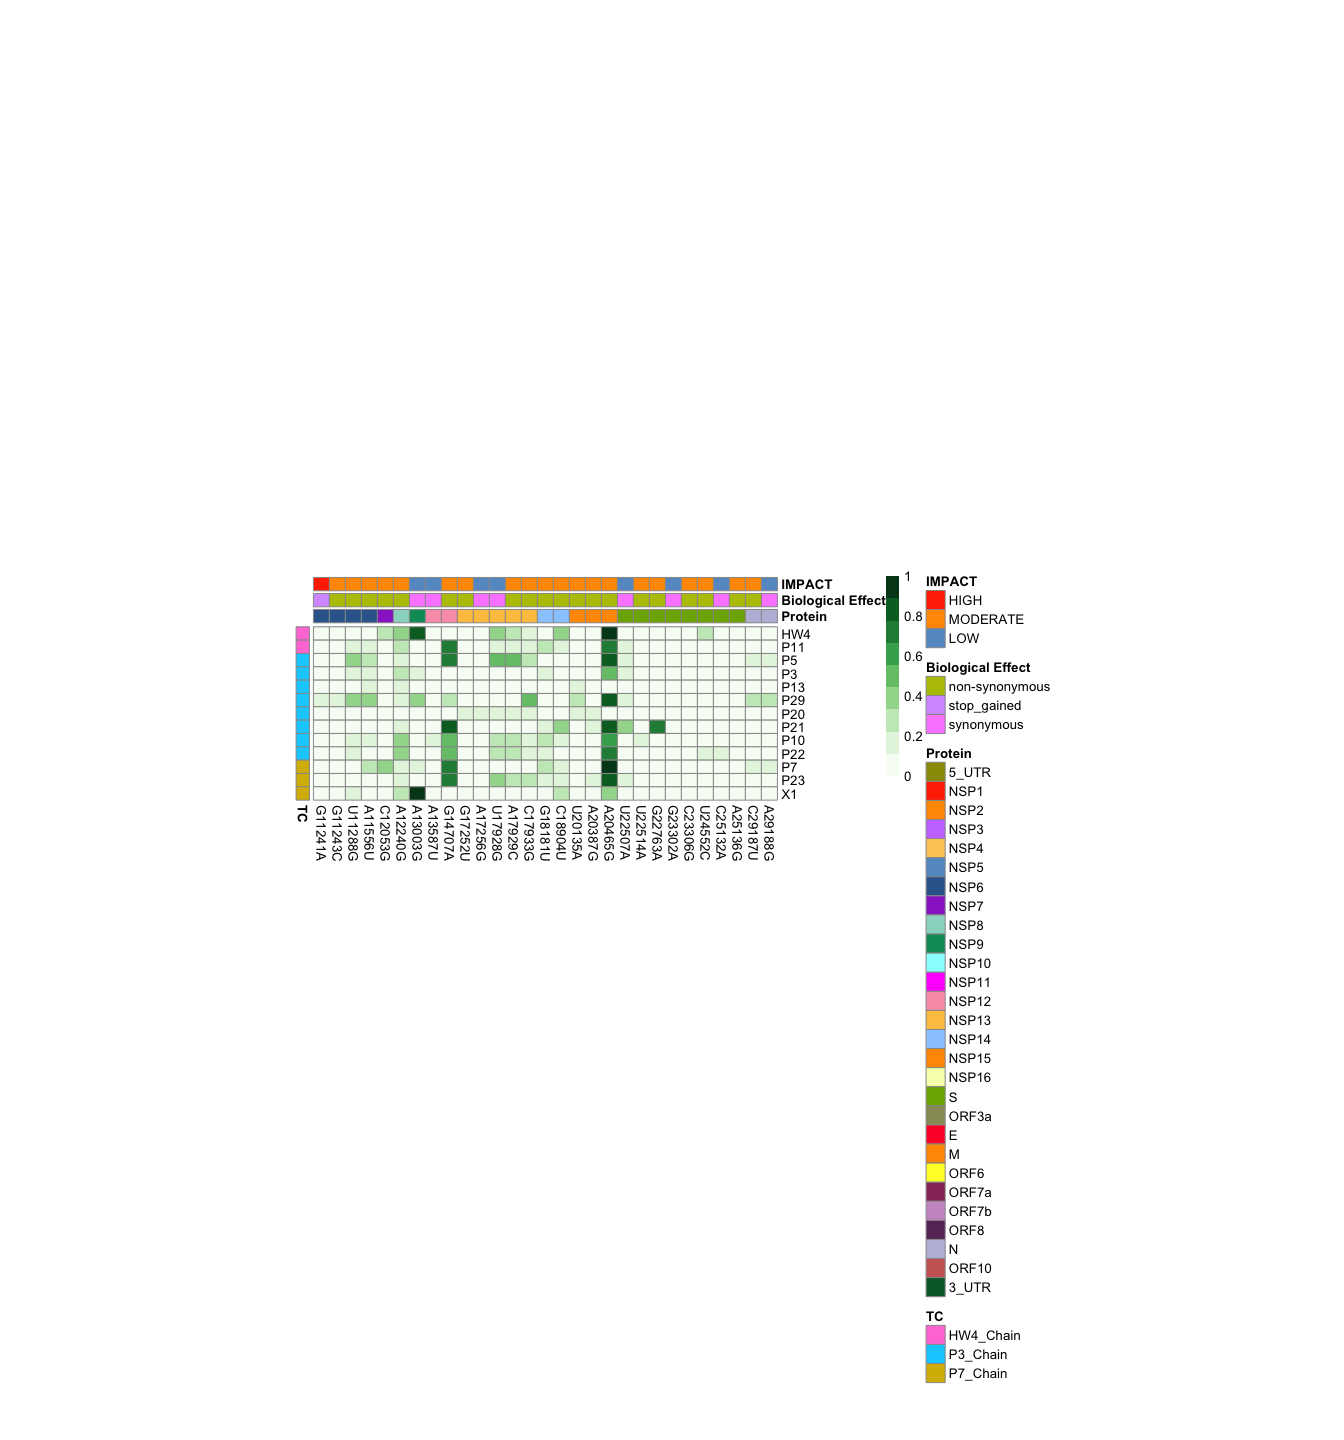 IMPACT
Biological Effect
Protein
HW4
P11
P5
P3
P13
P29
P20
P21
P10
P22
P7
P23
X1
TC
G11241A
G11243C
U11288G
A11556U
C12053G
A12240G
A13003G
A13587U
G14707A
G17252U
A17256G
U17928G
A17929C
C17933G
G18181U
C18904U
U20135A
A20387G
A20465G
U22507A
U22514A
G22763A
G23302A
C23306G
U24552C
C25132A
A25136G
C29187U
A29188G
1
0.8
0.6
0.4
0.2
0
IMPACT
HIGH
MODERATE
LOW
Biological Effect
non-synonymous
stop_gained
synonymous
Protein
5_UTR
NSP1
NSP2
NSP3
NSP4
NSP5
NSP6
NSP7
NSP8
NSP9
NSP10
NSP11
NSP12
NSP13
NSP14
NSP15
NSP16
S
ORF3a
E
M
ORF6
ORF7a
ORF7b
ORF8
N
ORF10
3_UTR
TC
HW4_Chain
P3_Chain
P7_Chain